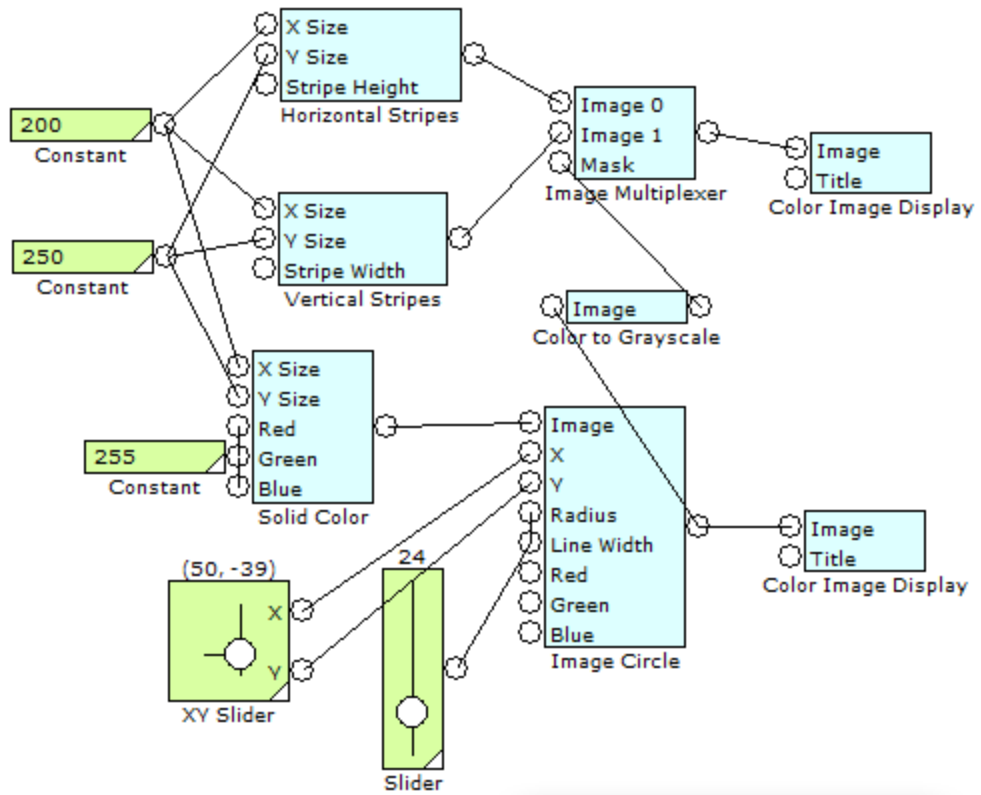 X Size
Y Size
Stripe Height
Horizontal Stripes
200
Constant
Image 0
Image 1
Mask
Image Multiplexer
Image
Title
Color Image Display
250
Constant
X Size
Y Size
Stripe Width
Vertical Stripes
Image
Color to Grayscale
X Size
Y Size
Red
Green
Blue
Solid Color
255
Constant
Image
X
Y
Radius
Line Width
Red
Green
Blue
Image Circle
Image
Title
Color Image Display
(50, -39)
X
Y
XY Slider
24
Slider